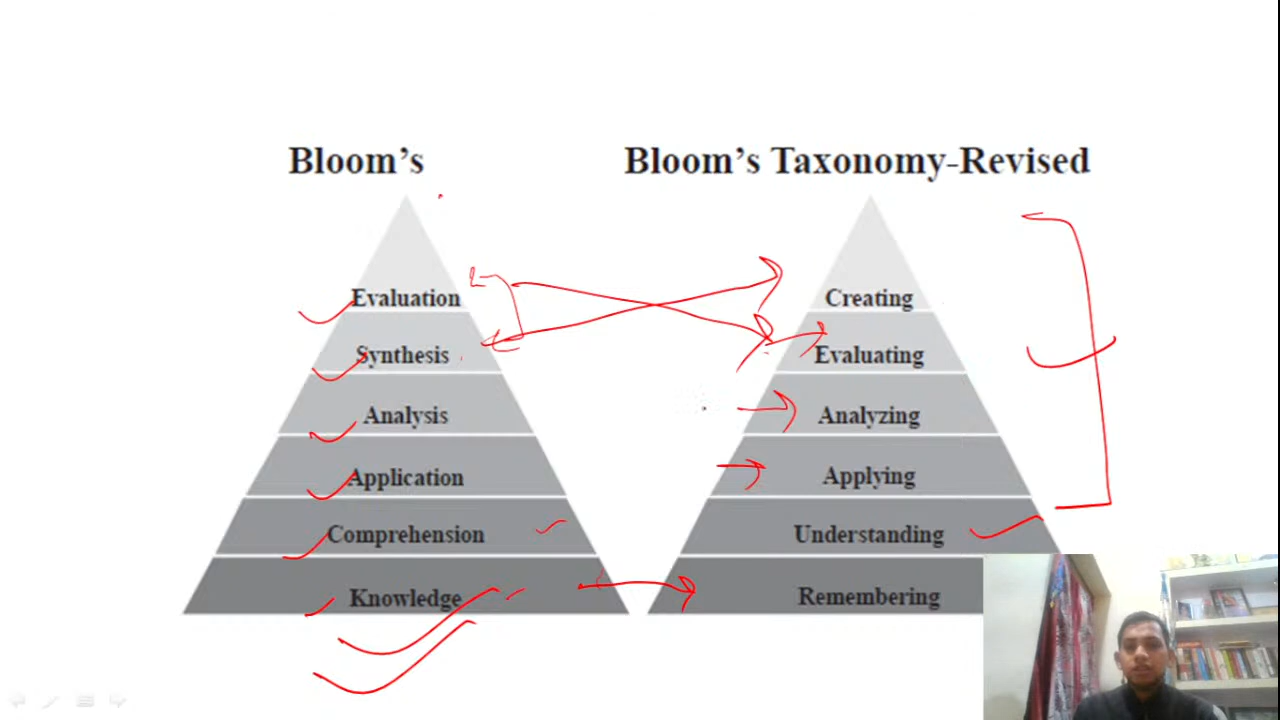 Bloom's
Evaluation
Synthesis
Analysis
Application
Comprehension
Knowledge
Bloom's Taxonomy-Revised
Creating
Evaluating
Analyzing
Applying
Understanding
Remembering